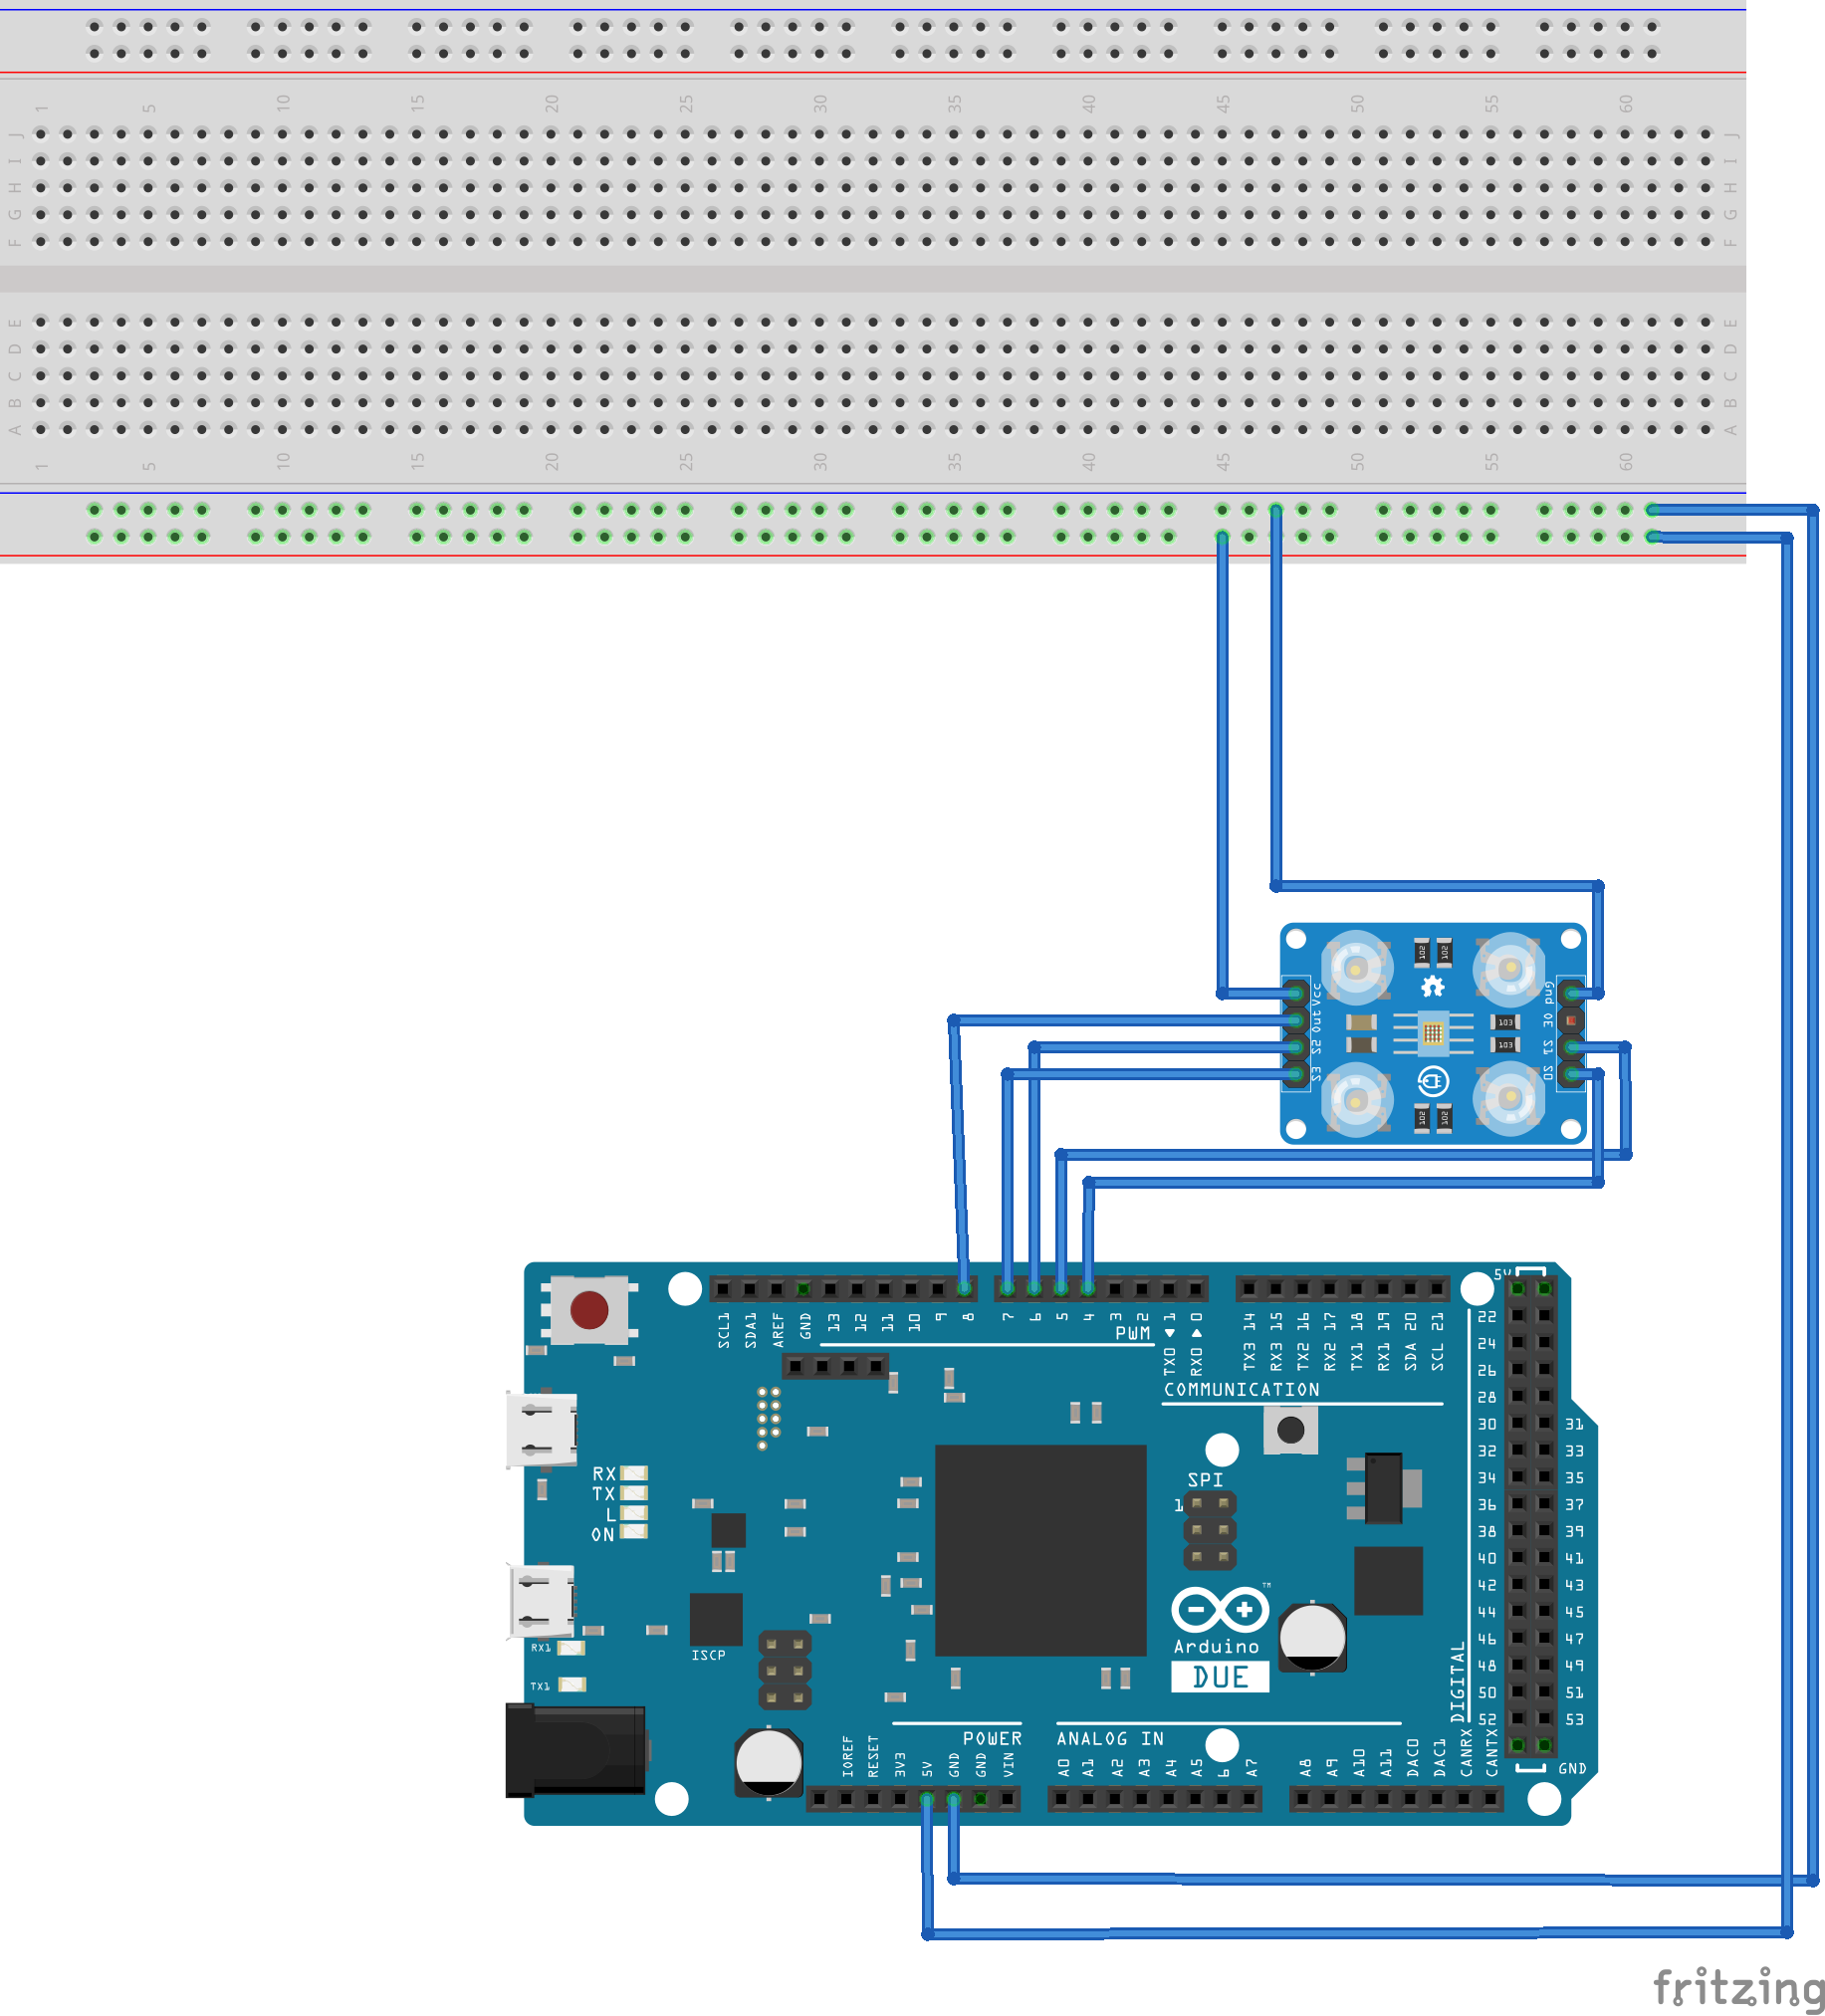 1 5 10 15 20 25 30 35 40 45 50 55 60
J J
I I
H H
G G
F F
E E
D D
C C
B B
A A
1 5 10 15 20 25 30 35 40 45 50 55 60
102 102
Vcc Gnd
Out OE
S2 S1
S3 S0
103
103
102 102
SCL1 SDA1 AREF GND 13 12 11 10 9 8 7 6 5 4 3 2 TX0 1 RX0 0 TX3 14 RX3 15 TX2 16 RX2 17 TX1 18 RX1 19 SDA 20 SCL 21
5V
PWM
COMMUNICATION
22
24
26
28
30 31
32 33
34 35
36 37
38 39
40 41
42 43
44 45
46 47
48 49
50 51
52 53
GND
DIGITAL
RX
TX
L
ON
SPI
1
TM
Arduino
DUE
RX1
TX1
ISCP
POWER
ANALOG IN
IOREF RESET 3V3 5V GND GND VIN A0 A1 A2 A3 A4 A5 6 A7 A8 A9 A10 A11 DAC0 DAC1 CANRX CANTX
fritzing